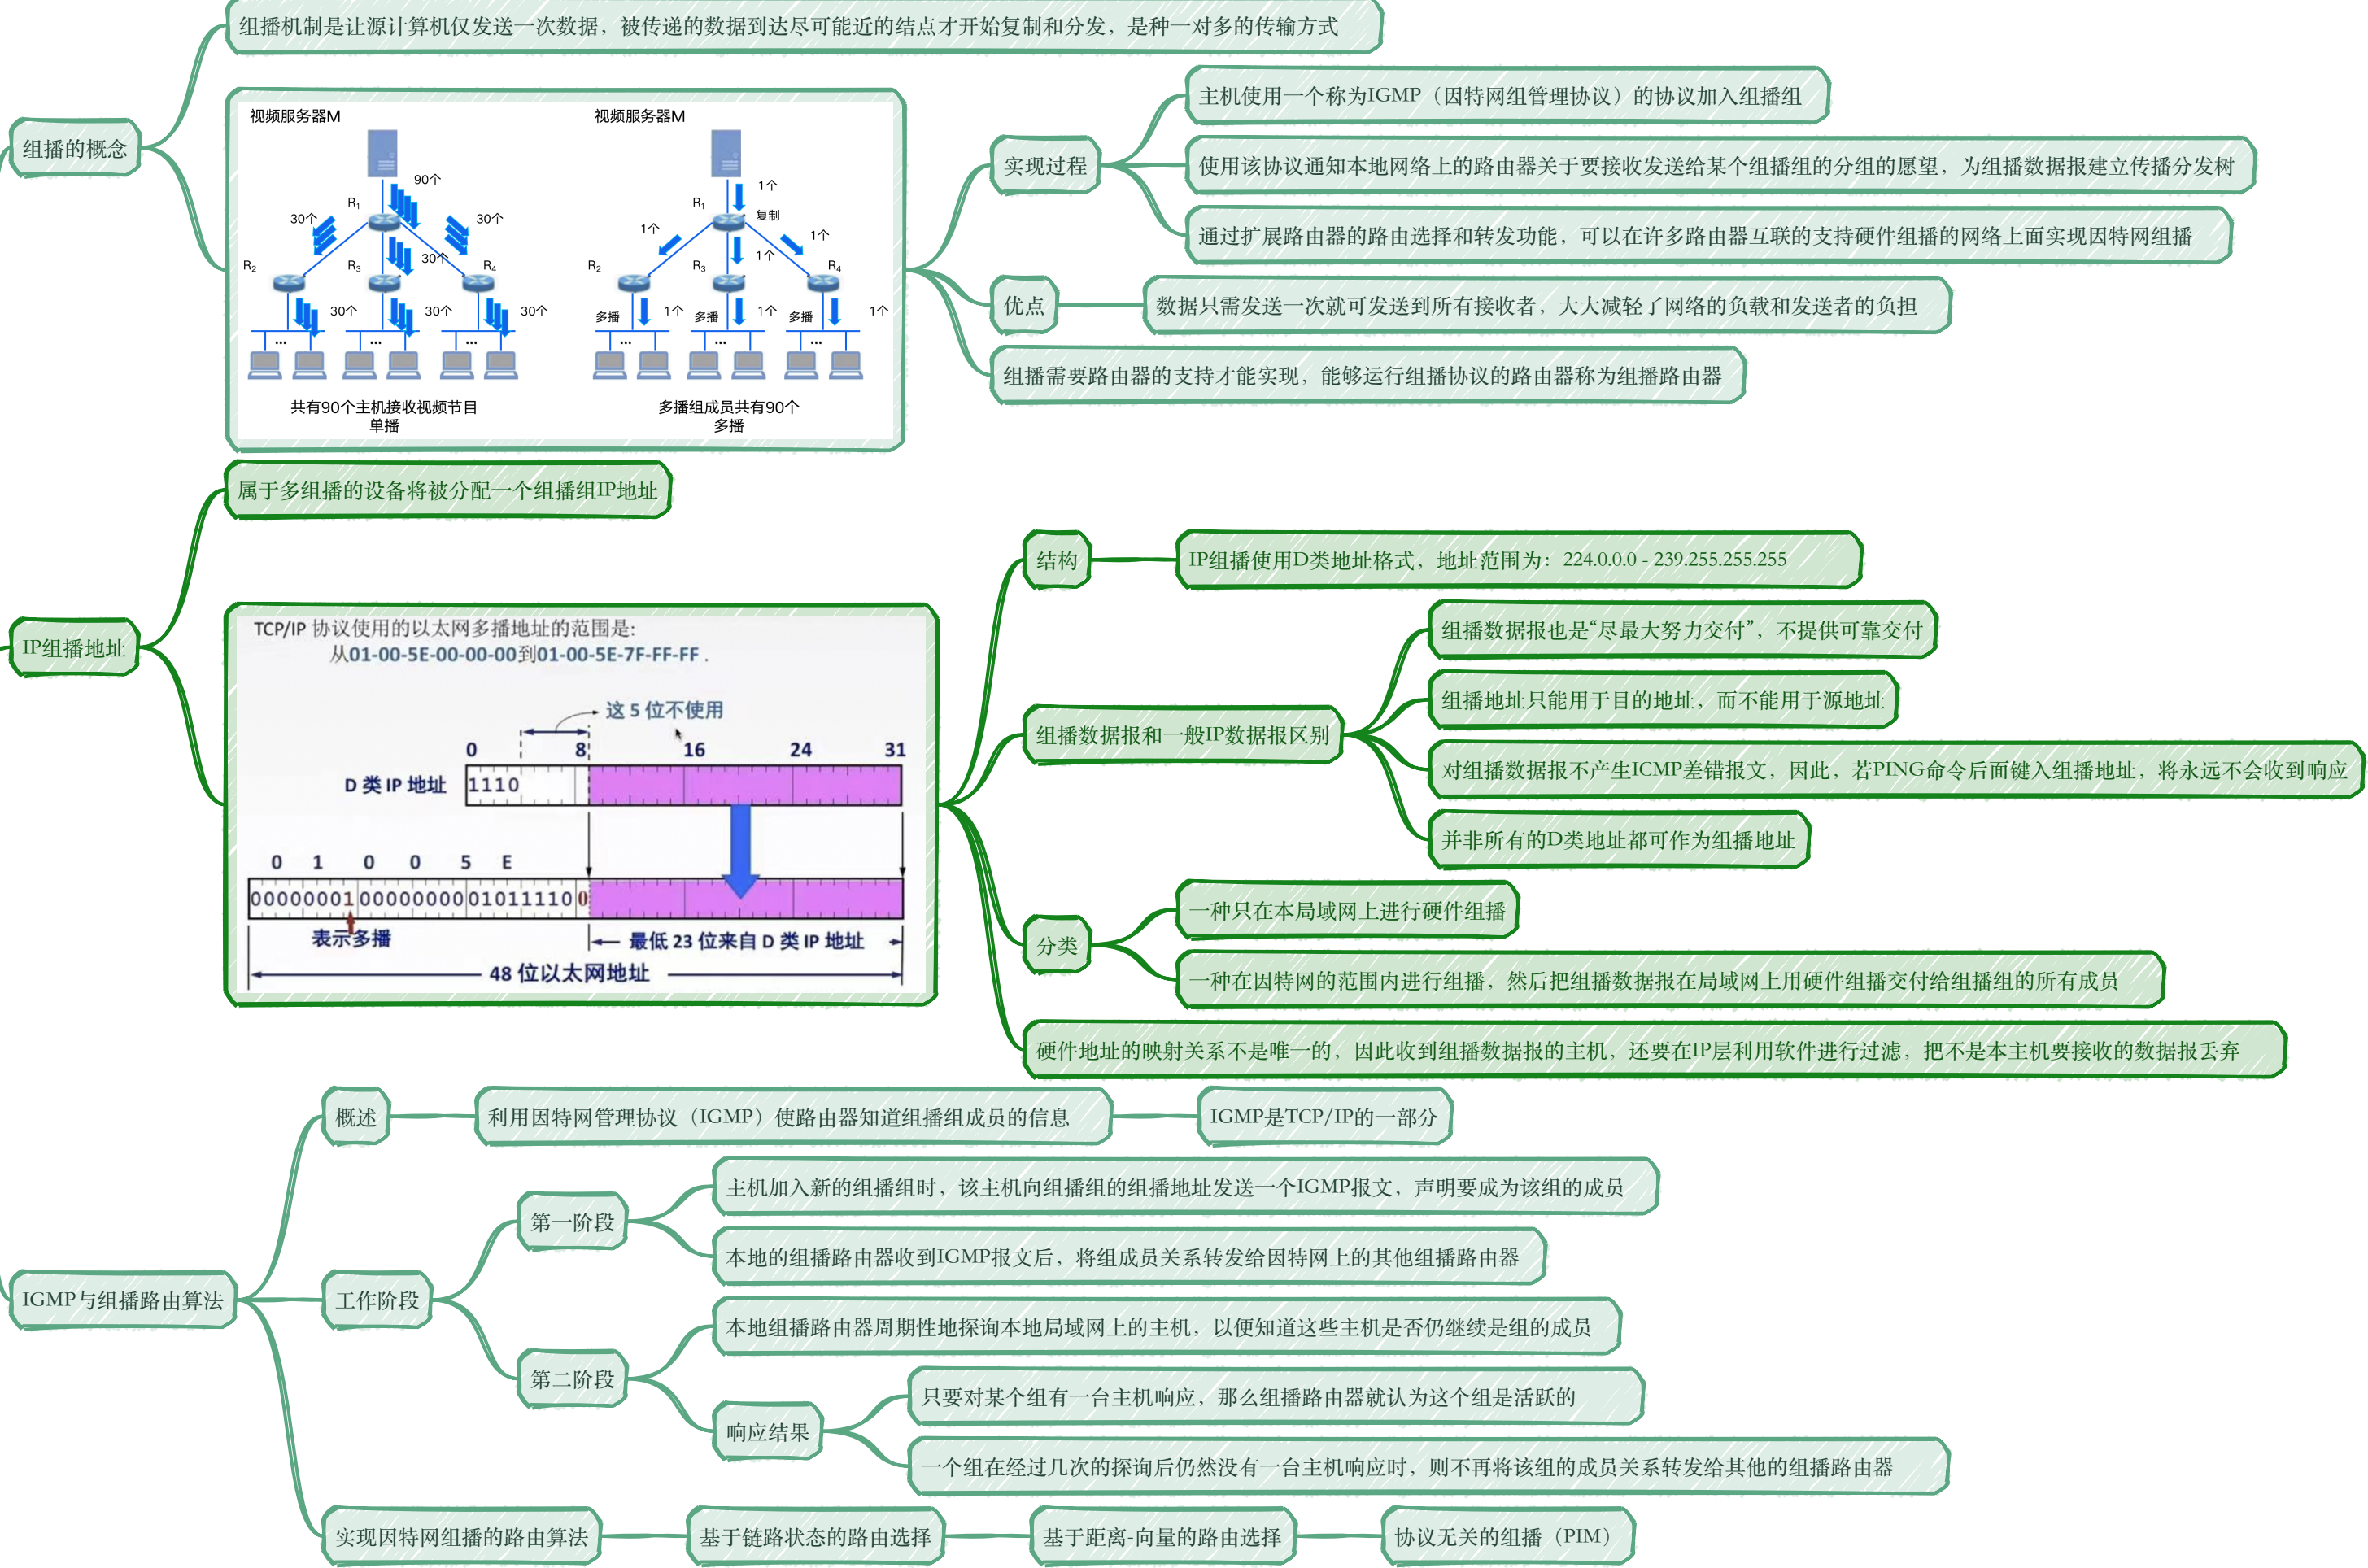 组播的概念
组播机制是让源计算机仅发送一次数据，被传递的数据到达尽可能近的结点才开始复制和分发，是种一对多的传输方式
视频服务器M
90个
R1
30个
30个
30个
R2
R3
R4
30个
30个
30个
...
...
...
共有90个主机接收视频节目
单播
视频服务器M
1个
R1
复制
1个
1个
1个
R2
R3
R4
多播
1个
多播
1个
多播
1个
...
...
...
多播组成员共有90个
多播
实现过程
主机使用一个称为IGMP（因特网组管理协议）的协议加入组播组
使用该协议通知本地网络上的路由器关于要接收发送给某个组播组的分组的愿望，为组播数据报建立传播分发树
通过扩展路由器的路由选择和转发功能，可以在许多路由器互联的支持硬件组播的网络上面实现因特网组播
优点
数据只需发送一次就可发送到所有接收者，大大减轻了网络的负载和发送者的负担
组播需要路由器的支持才能实现，能够运行组播协议的路由器称为组播路由器
IP组播地址
属于多组播的设备将被分配一个组播组IP地址
TCP/IP 协议使用的以太网多播地址的范围是:
从01-00-5E-00-00-00到01-00-5E-7F-FF-FF .
这 5 位不使用
0 8 16 24 31
D 类 IP 地址
1110
0 1 0 0 5 E
00000001 00000000 01011110 0
表示多播
最低 23 位来自 D 类 IP 地址
48 位以太网地址
结构
IP组播使用D类地址格式，地址范围为：224.0.0.0 - 239.255.255.255
组播数据报和一般IP数据报区别
组播数据报也是“尽最大努力交付”，不提供可靠交付
组播地址只能用于目的地址，而不能用于源地址
对组播数据报不产生ICMP差错报文，因此，若PING命令后面键入组播地址，将永远不会收到响应
并非所有的D类地址都可作为组播地址
分类
一种只在本局域网上进行硬件组播
一种在因特网的范围内进行组播，然后把组播数据报在局域网上用硬件组播交付给组播组的所有成员
硬件地址的映射关系不是唯一的，因此收到组播数据报的主机，还要在IP层利用软件进行过滤，把不是本主机要接收的数据报丢弃
IGMP与组播路由算法
概述
利用因特网管理协议（IGMP）使路由器知道组播组成员的信息
IGMP是TCP/IP的一部分
工作阶段
第一阶段
主机加入新的组播组时，该主机向组播组的组播地址发送一个IGMP报文，声明要成为该组的成员
本地的组播路由器收到IGMP报文后，将组成员关系转发给因特网上的其他组播路由器
第二阶段
本地组播路由器周期性地探询本地局域网上的主机，以便知道这些主机是否仍继续是组的成员
响应结果
只要对某个组有一台主机响应，那么组播路由器就认为这个组是活跃的
一个组在经过几次的探询后仍然没有一台主机响应时，则不再将该组的成员关系转发给其他的组播路由器
实现因特网组播的路由算法
基于链路状态的路由选择
基于距离-向量的路由选择
协议无关的组播（PIM）